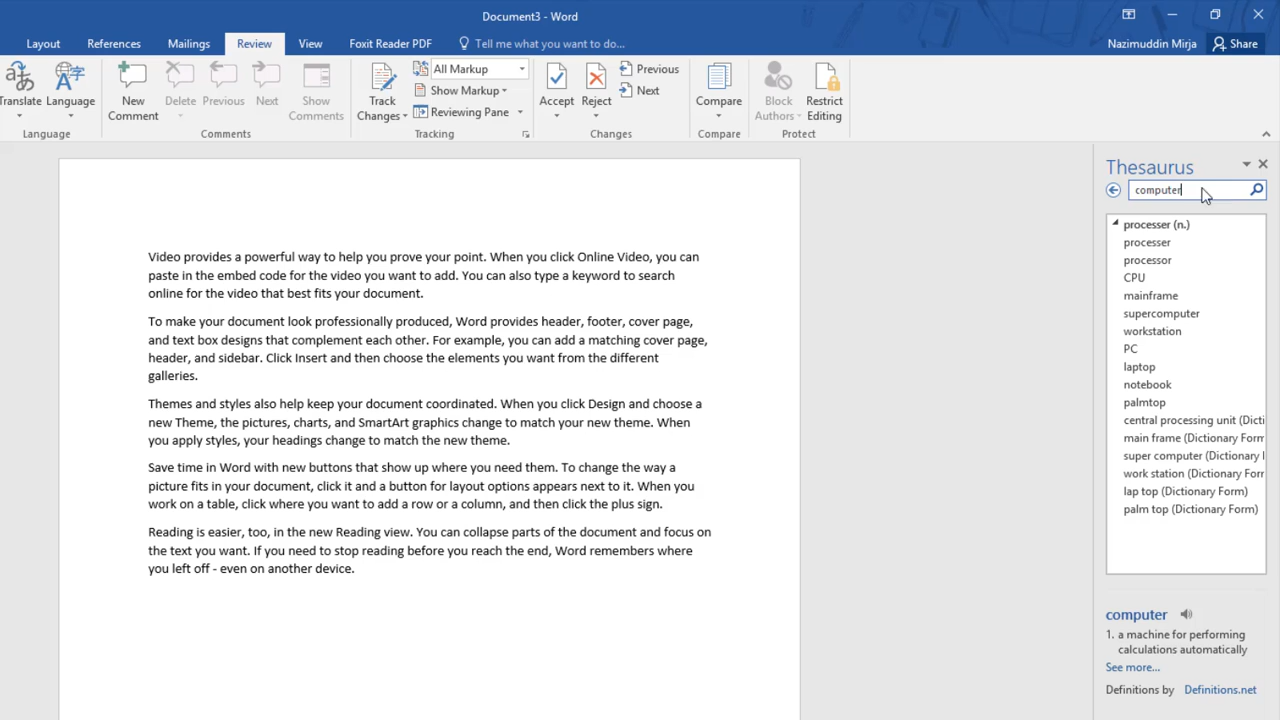 Document3 - Word
Layout References Mailings Review View Foxit Reader PDF Tell me what you want to do... Nazimuddin Mirja Share
Translate Language
Language
New Comment Delete Previous Next Show Comments
Comments
Track Changes All Markup
Show Markup
Reviewing Pane
Tracking
Accept Reject Previous
Next
Changes
Compare
Compare
Block Authors Restrict Editing
Protect
Video provides a powerful way to help you prove your point. When you click Online Video, you can
paste in the embed code for the video you want to add. You can also type a keyword to search
online for the video that best fits your document.
To make your document look professionally produced, Word provides header, footer, cover page,
and text box designs that complement each other. For example, you can add a matching cover page,
header, and sidebar. Click Insert and then choose the elements you want from the different
galleries.
Themes and styles also help keep your document coordinated. When you click Design and choose a
new Theme, the pictures, charts, and SmartArt graphics change to match your new theme. When
you apply styles, your headings change to match the new theme.
Save time in Word with new buttons that show up where you need them. To change the way a
picture fits in your document, click it and a button for layout options appears next to it. When you
work on a table, click where you want to add a row or a column, and then click the plus sign.
Reading is easier, too, in the new Reading view. You can collapse parts of the document and focus on
the text you want. If you need to stop reading before you reach the end, Word remembers where
you left off - even on another device.
Thesaurus
computer
processer (n.)
processer
processor
CPU
mainframe
supercomputer
workstation
PC
laptop
notebook
palmtop
central processing unit (Dicti
main frame (Dictionary Form
super computer (Dictionary I
work station (Dictionary Forr
lap top (Dictionary Form)
palm top (Dictionary Form)
computer
1. a machine for performing
calculations automatically
See more...
Definitions by Definitions.net